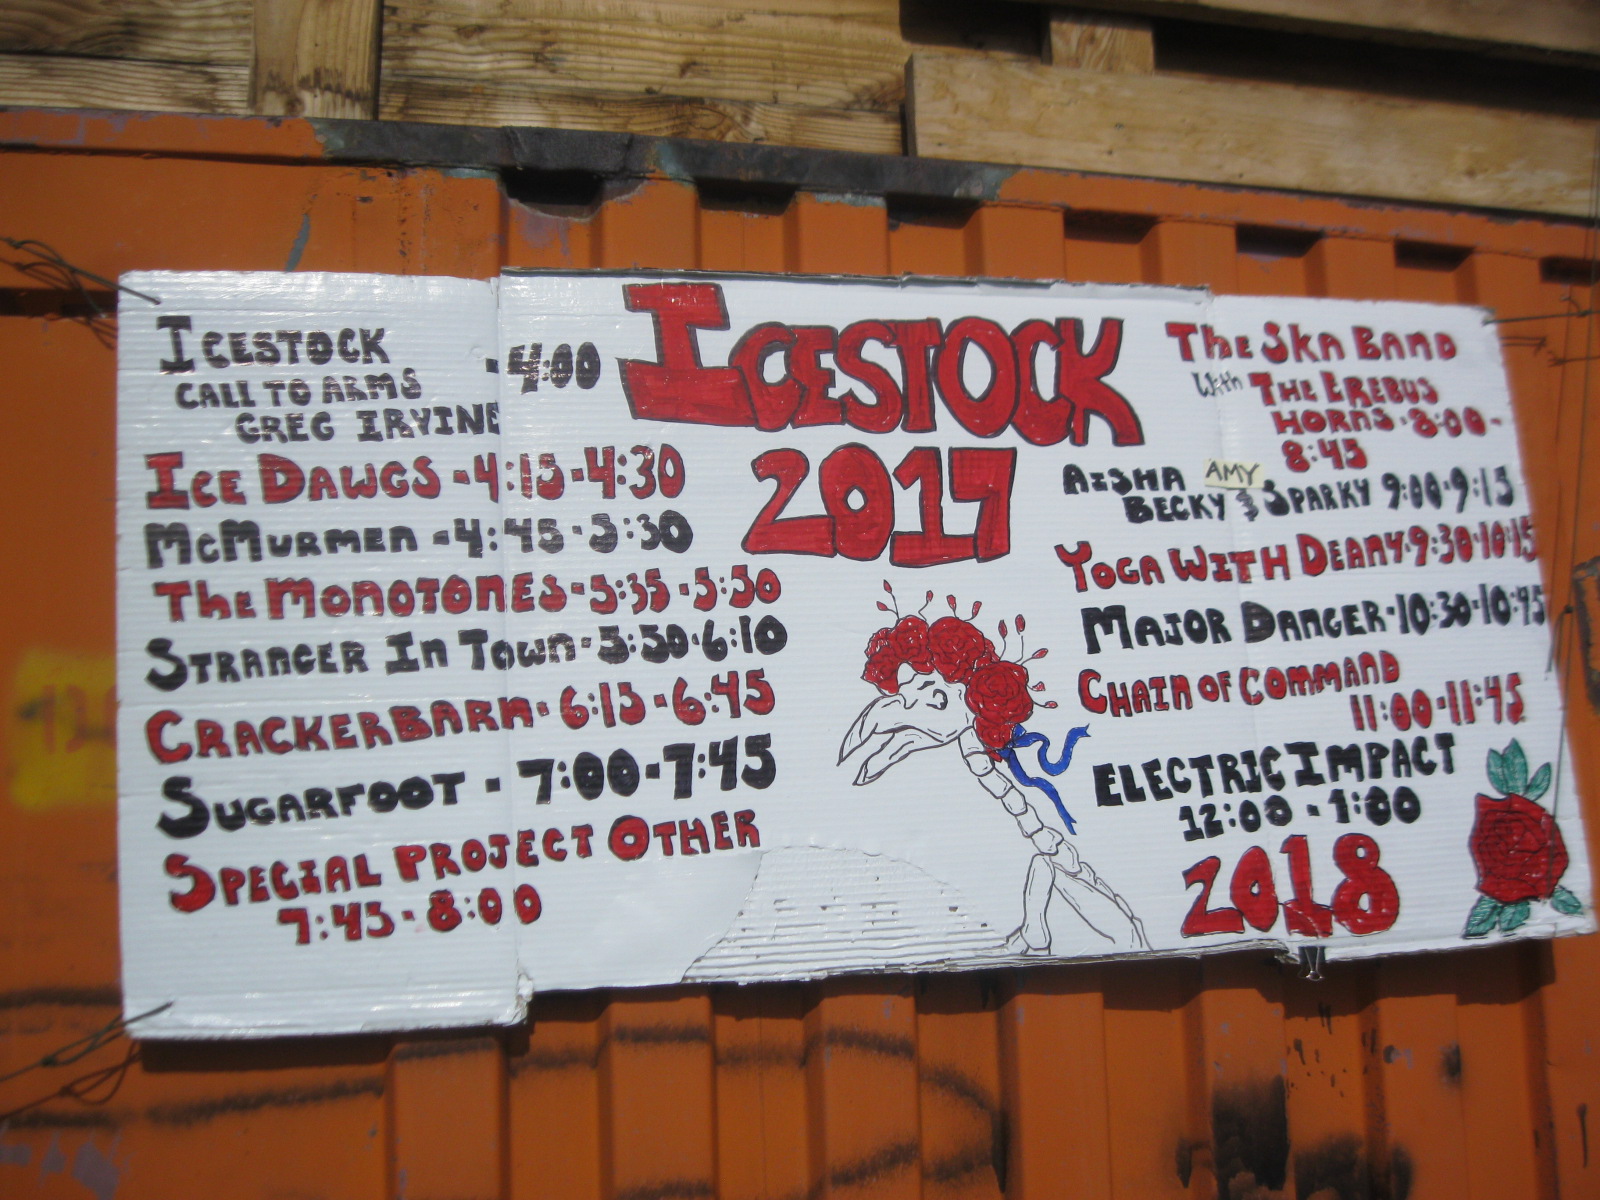 ICESTOCK
CALL TO ARMS - 4:00
GREG IRVINE
ICE DAWGS - 4:15 - 4:30
McMURMEN - 4:45 - 5:30
THE MONOTONES - 5:35 - 5:50
STRANGER IN TOWN - 5:50 - 6:10
CRACKERBARN - 6:15 - 6:45
SUGARFOOT - 7:00 - 7:45
SPECIAL PROJECT OTHER
7:45 - 8:00
ICESTOCK
2017
THE SKA BAND
With THE EREBUS
HORNS - 8:00 -
8:45
AISHA AMY
BECKY & SPARKY 9:00 - 9:15
YOGA WITH DEANY - 9:30 - 10:15
MAJOR DANGER - 10:30 - 10:45
CHAIN OF COMMAND
11:00 - 11:45
ELECTRIC IMPACT
12:00 - 1:00
2018